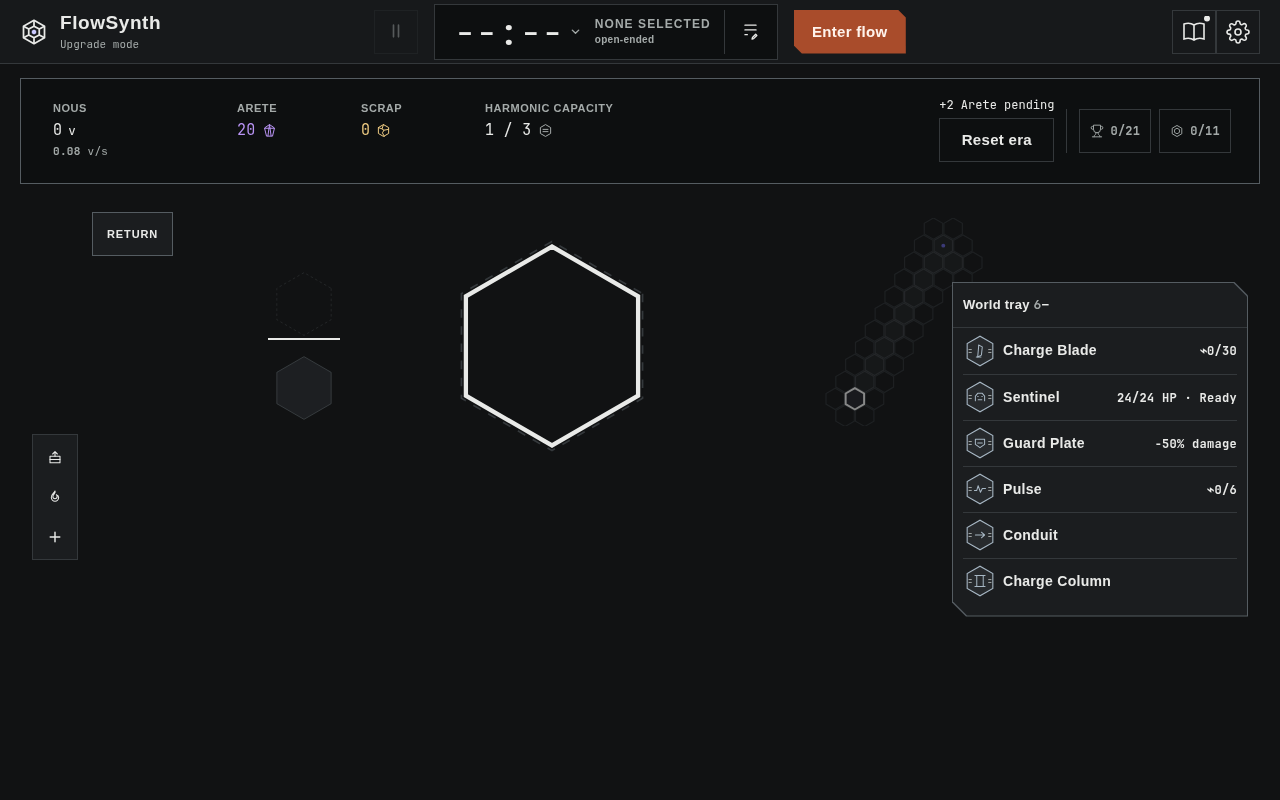 FlowSynth
Upgrade mode
--:--
NONE SELECTED
open-ended
Enter flow
NOUS
0 v
0.08 v/s
ARETE
20
SCRAP
0
HARMONIC CAPACITY
1 / 3
+2 Arete pending
Reset era
0/21
0/11
RETURN
World tray 6−
Charge Blade
⌁0/30
Sentinel
24/24 HP · Ready
Guard Plate
-50% damage
Pulse
⌁0/6
Conduit
Charge Column